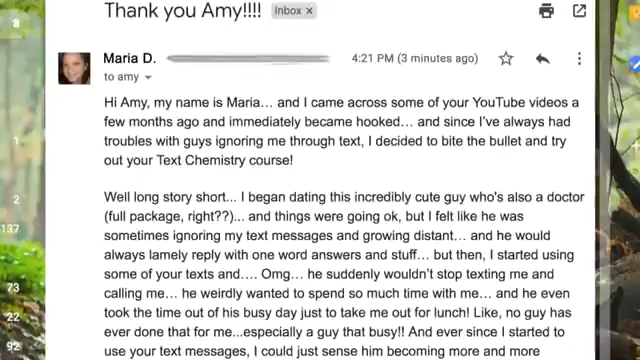 Thank you Amy!!!!
Inbox ×
8
Maria D.
4:21 PM (3 minutes ago)
to amy
Hi Amy, my name is Maria… and I came across some of your YouTube videos a
few months ago and immediately became hooked… and since I've always had
troubles with guys ignoring me through text, I decided to bite the bullet and try
1
out your Text Chemistry course!
2
Well long story short... I began dating this incredibly cute guy who's also a doctor
137
(full package, right??)... and things were going ok, but I felt like he was
sometimes ignoring my text messages and growing distant… and he would
always lamely reply with one word answers and stuff… but then, I started using
73
some of your texts and…. Omg… he suddenly wouldn't stop texting me and
calling me… he weirdly wanted to spend so much time with me… and he even
22
took the time out of his busy day just to take me out for lunch! Like, no guy has
92
ever done that for me...especially a guy that busy!! And ever since I started to
use your text messages, I could just sense him becoming more and more